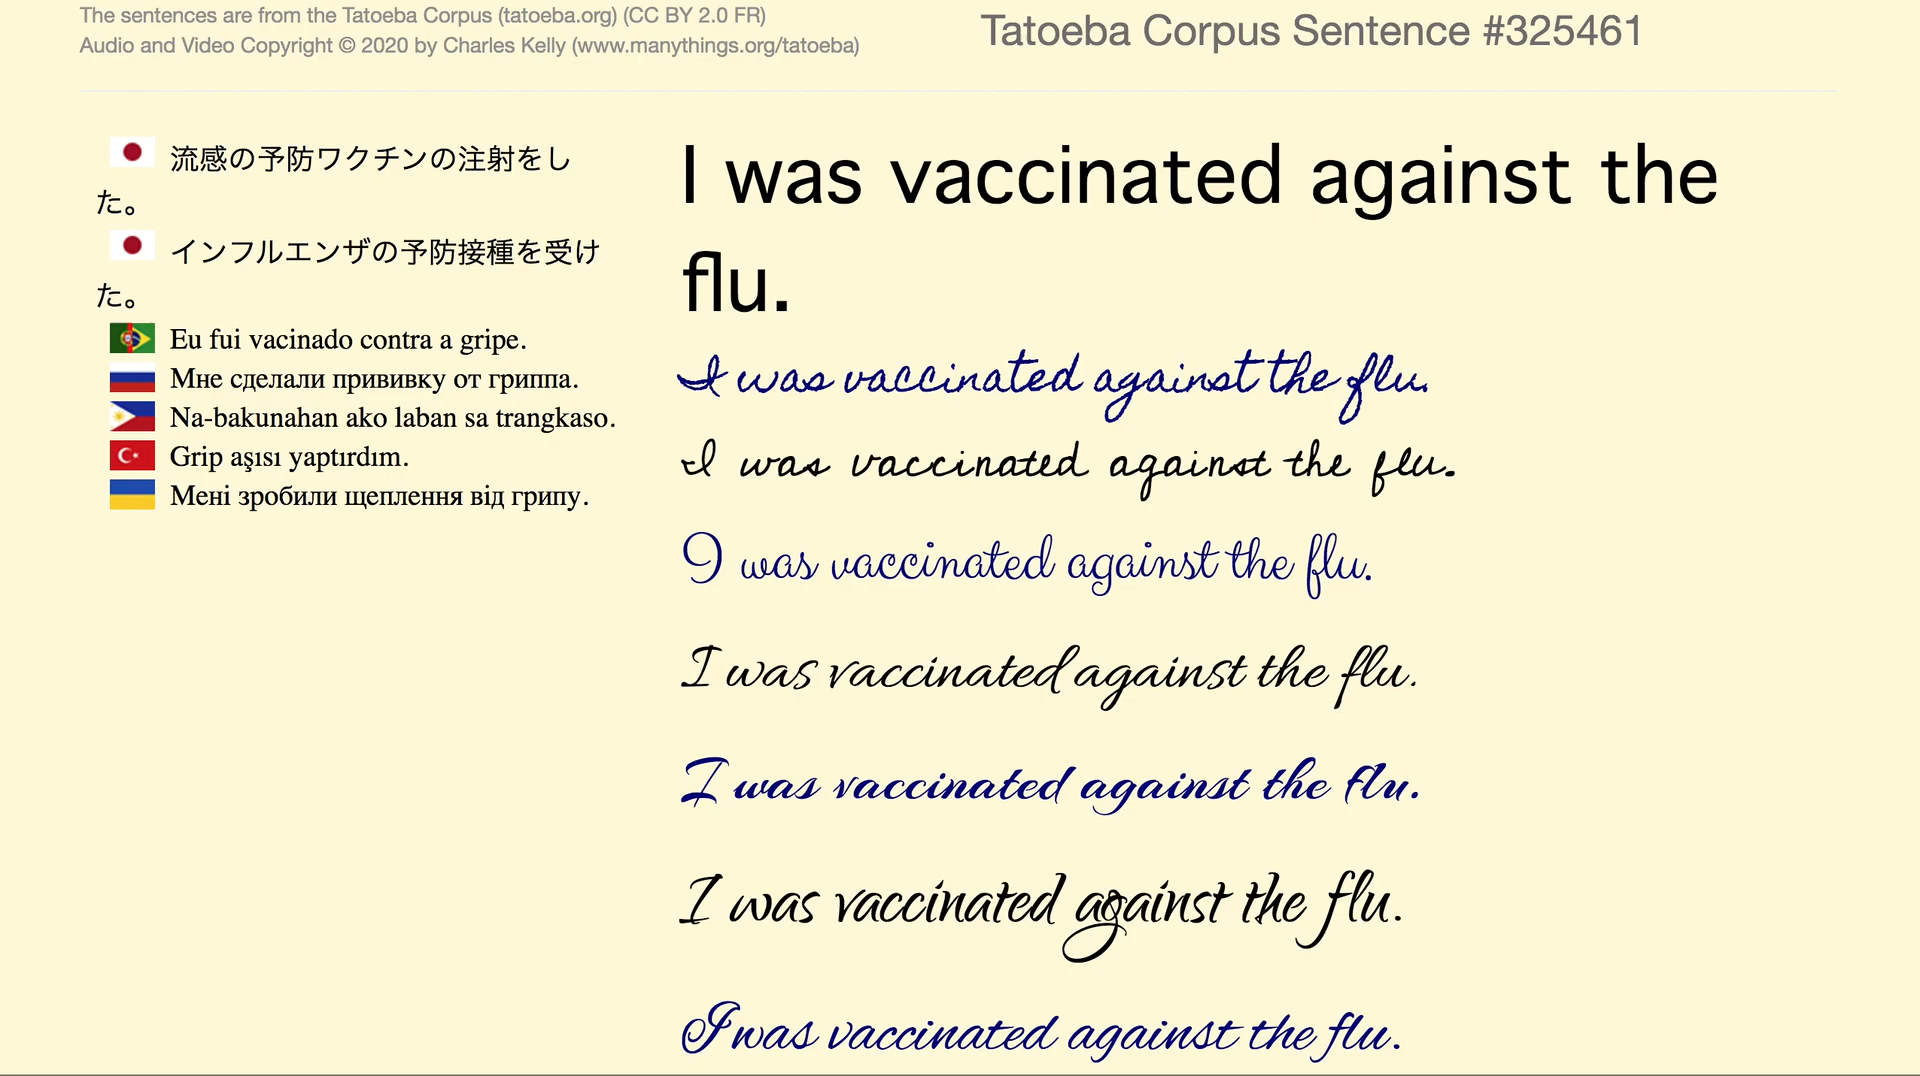 The sentences are from the Tatoeba Corpus (tatoeba.org) (CC BY 2.0 FR)
Audio and Video Copyright © 2020 by Charles Kelly (www.manythings.org/tatoeba)
Tatoeba Corpus Sentence #325461
流感の予防ワクチンの注射をし
た。
インフルエンザの予防接種を受け
た。
Eu fui vacinado contra a gripe.
Мне сделали прививку от гриппа.
Na-bakunahan ako laban sa trangkaso.
Grip aşısı yaptırdım.
Мені зробили щеплення від грипу.
I was vaccinated against the
flu.
I was vaccinated against the flu.
I was vaccinated against the flu.
I was vaccinated against the flu.
I was vaccinated against the flu.
I was vaccinated against the flu.
I was vaccinated against the flu.
I was vaccinated against the flu.